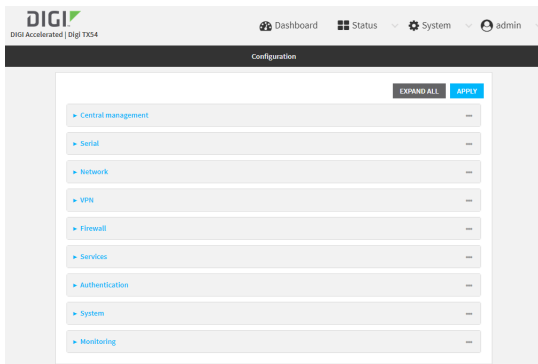 DIGI
DIGI Accelerated | Digi TX54
Dashboard Status System admin
Configuration
EXPAND ALL APPLY
Central management
Serial
Network
VPN
Firewall
Services
Authentication
System
Monitoring